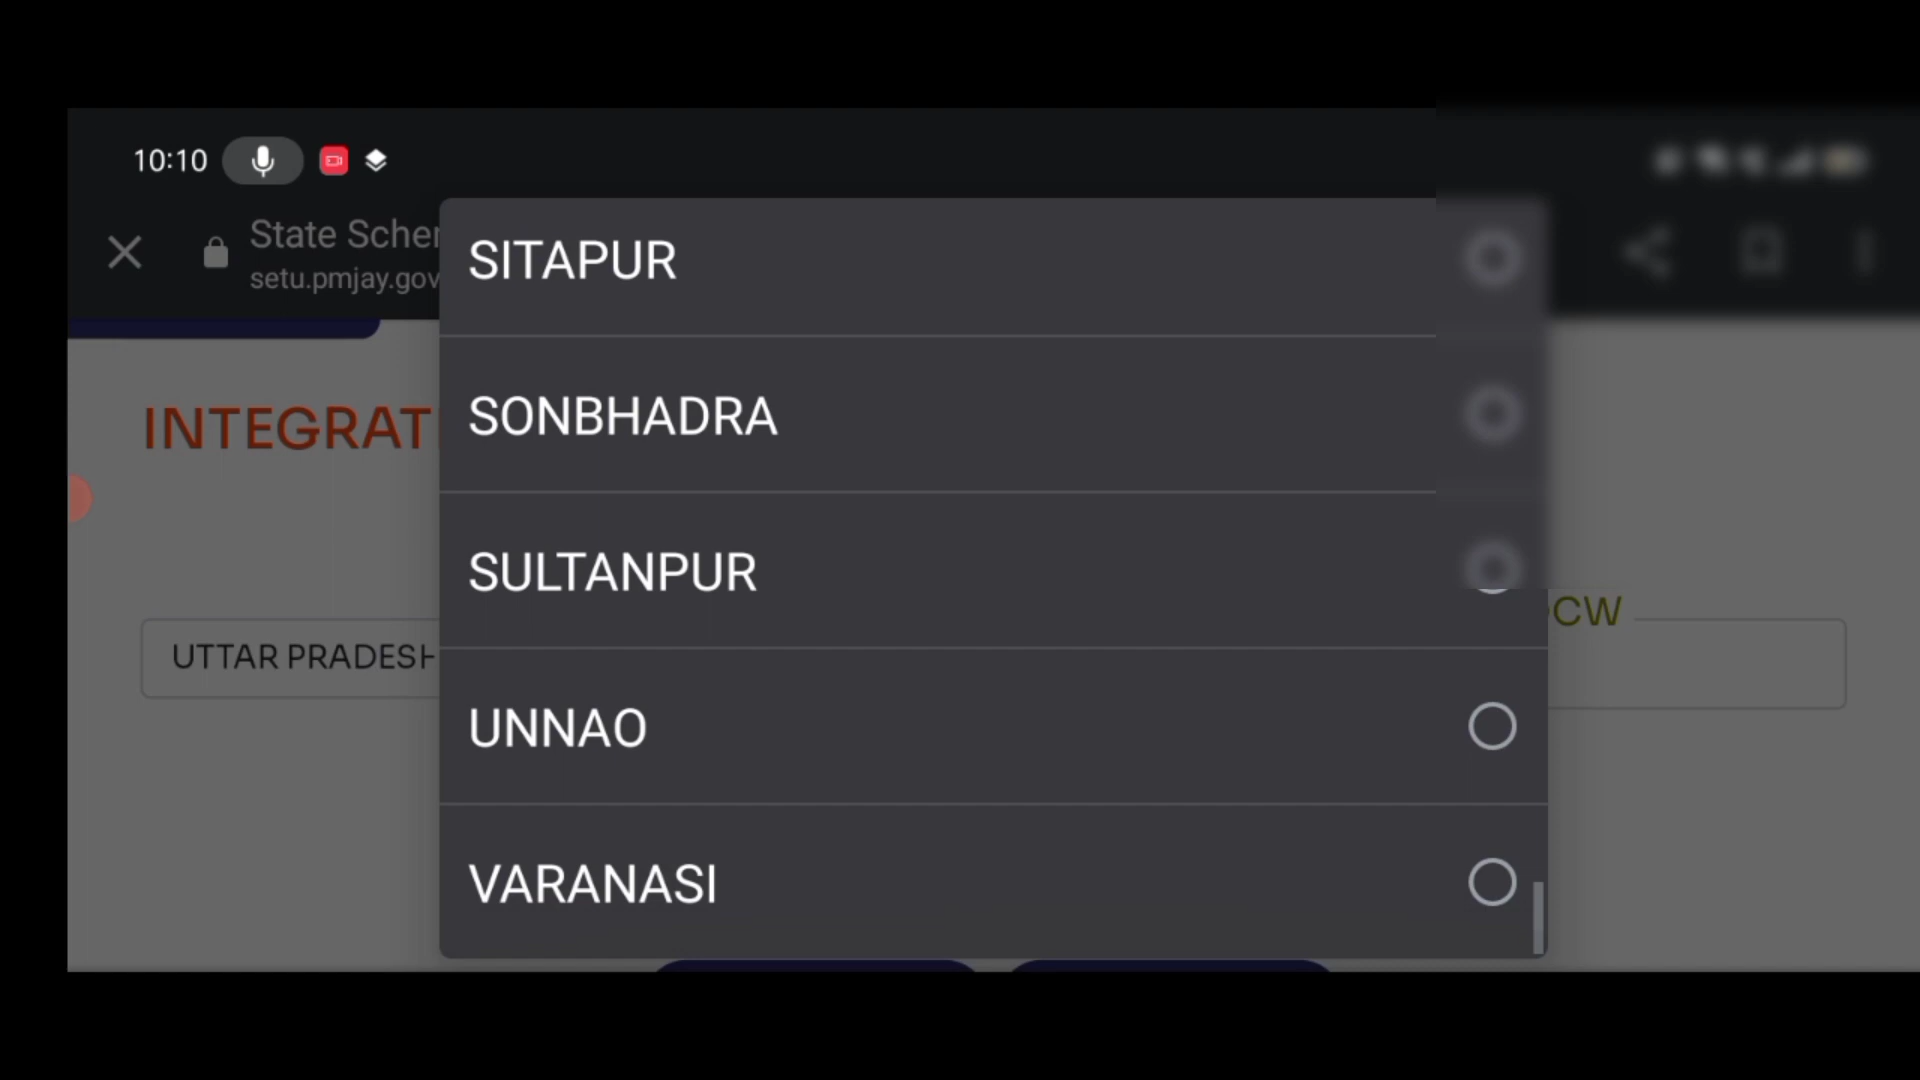 10:10
State Scher
setu.pmjay.gov
SITAPUR
INTEGRAT
SONBHADRA
SULTANPUR
CW
UTTAR PRADESH
UNNAO
VARANASI